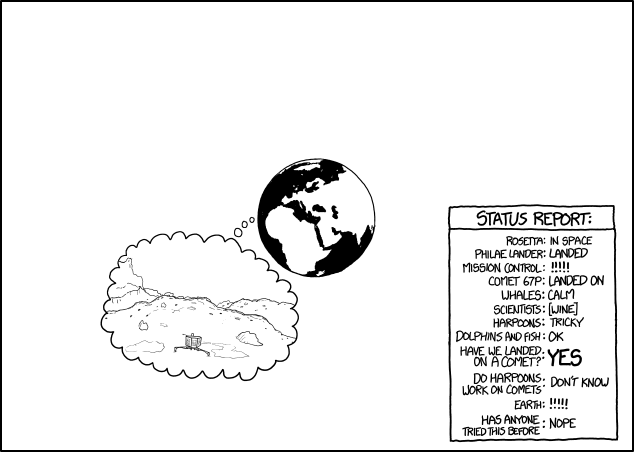 STATUS REPORT:
ROSETTA: IN SPACE
PHILAE LANDER: LANDED
MISSION CONTROL: !!!!!
COMET 67P: LANDED ON
WHALES: CALM
SCIENTISTS: [WINE]
HARPOONS: TRICKY
DOLPHINS AND FISH: OK
HAVE WE LANDED
ON A COMET?: YES
DO HARPOONS
WORK ON COMETS: DON'T KNOW
EARTH: !!!!!
HAS ANYONE
TRIED THIS BEFORE: NOPE